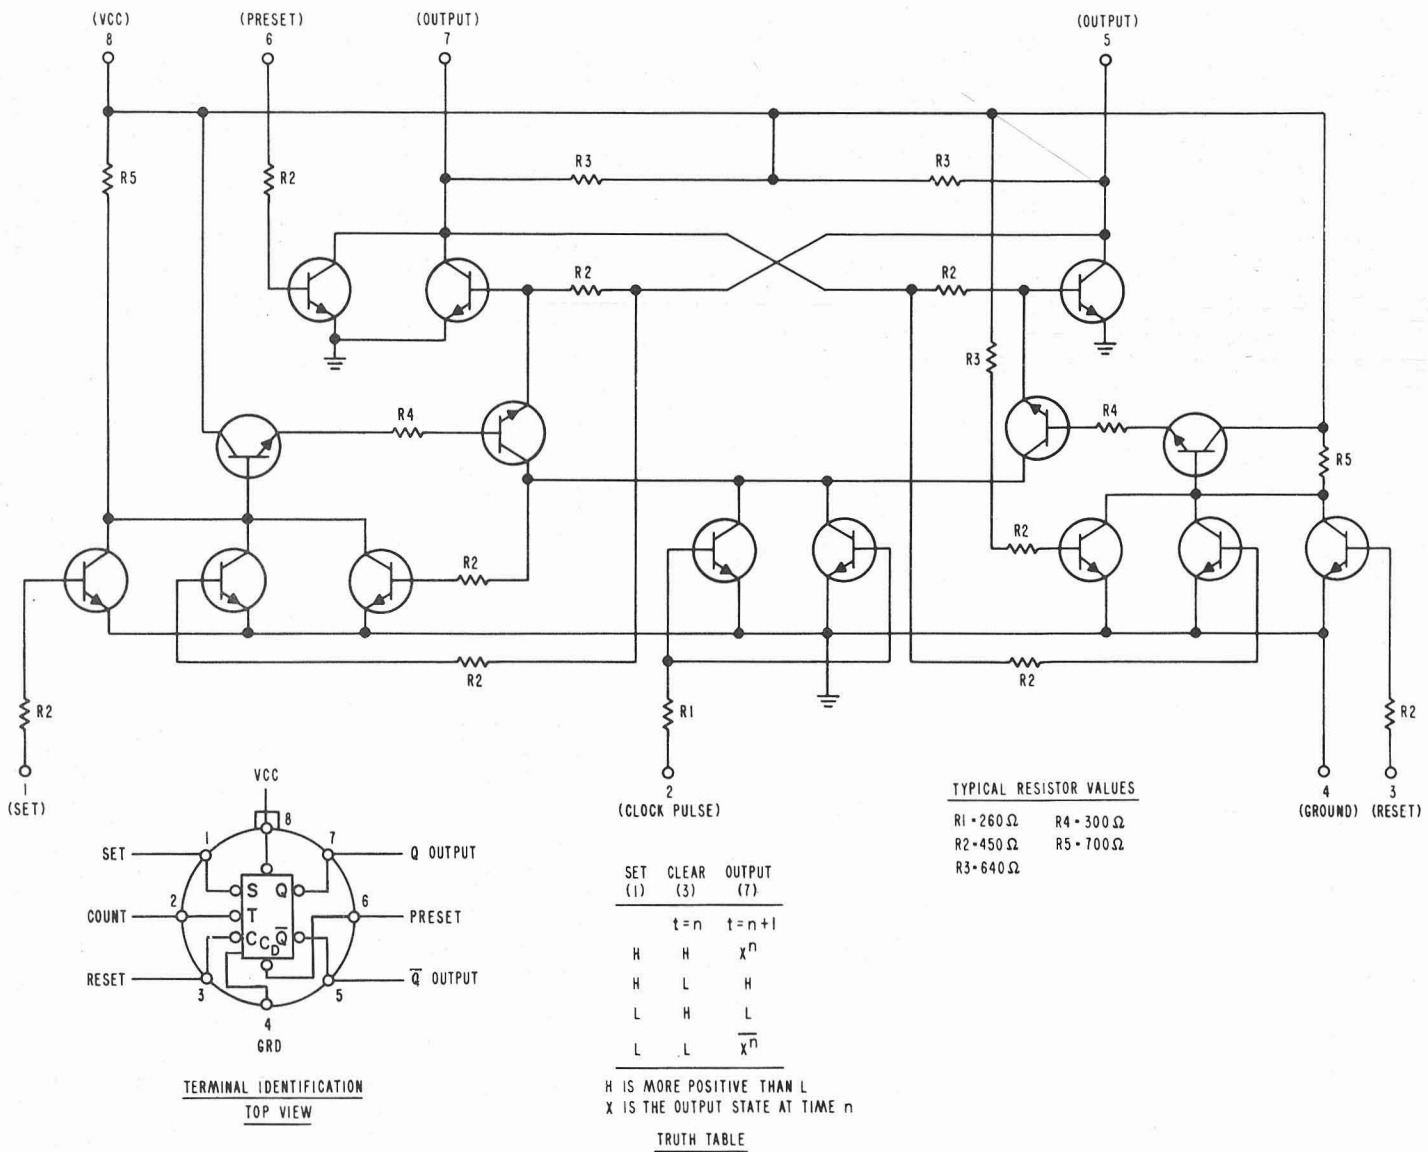 (VCC) (PRESET) (OUTPUT) (OUTPUT)
8 6 7 5
R5 R2 R3 R3
R2 R2
R3
R4 R4
R5
R2 R2
R2 R2
R2 R1 R2
1 2 4 3
(SET) (CLOCK PULSE) (GROUND) (RESET)
VCC
8
1 7
SET Q OUTPUT
S Q
2 6
COUNT T PRESET
C CD Q̅
RESET Q̅ OUTPUT
3 5
4
GRD
TERMINAL IDENTIFICATION
TOP VIEW
TYPICAL RESISTOR VALUES
R1=260Ω R4=300Ω
R2=450Ω R5=700Ω
R3=640Ω
SET CLEAR OUTPUT
(1) (3) (7)
t=n t=n+1
H H Xⁿ
H L H
L H L
L L X̅ⁿ̅
H IS MORE POSITIVE THAN L
X IS THE OUTPUT STATE AT TIME n
TRUTH TABLE